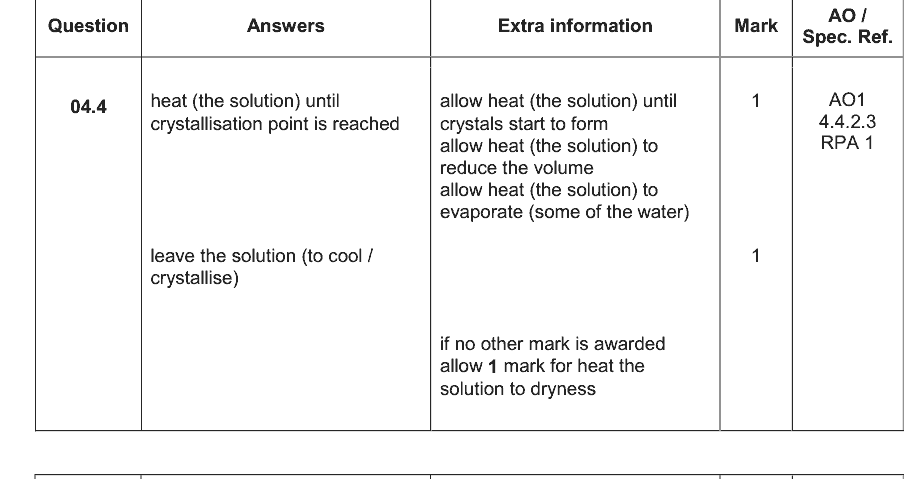 Question
Answers
Extra information
Mark
AO /
Spec. Ref.
04.4
heat (the solution) until
crystallisation point is reached
allow heat (the solution) until
crystals start to form
allow heat (the solution) to
reduce the volume
allow heat (the solution) to
evaporate (some of the water)
1
AO1
4.4.2.3
RPA 1
leave the solution (to cool /
crystallise)
1
if no other mark is awarded
allow 1 mark for heat the
solution to dryness